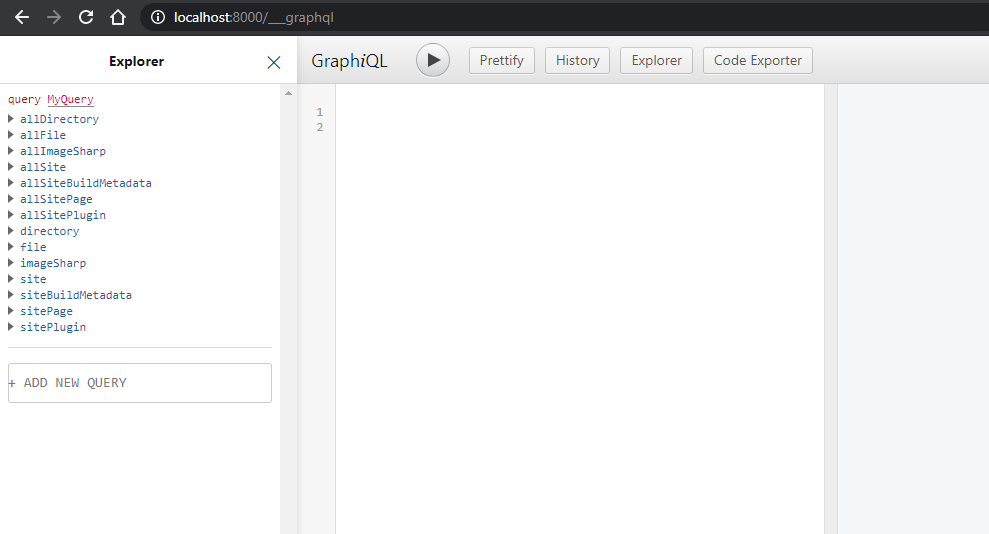 localhost:8000/___graphql
Explorer
GraphiQL
Prettify
History
Explorer
Code Exporter
query MyQuery
allDirectory
allFile
allImageSharp
allSite
allSiteBuildMetadata
allSitePage
allSitePlugin
directory
file
imageSharp
site
siteBuildMetadata
sitePage
sitePlugin
+ ADD NEW QUERY
1
2